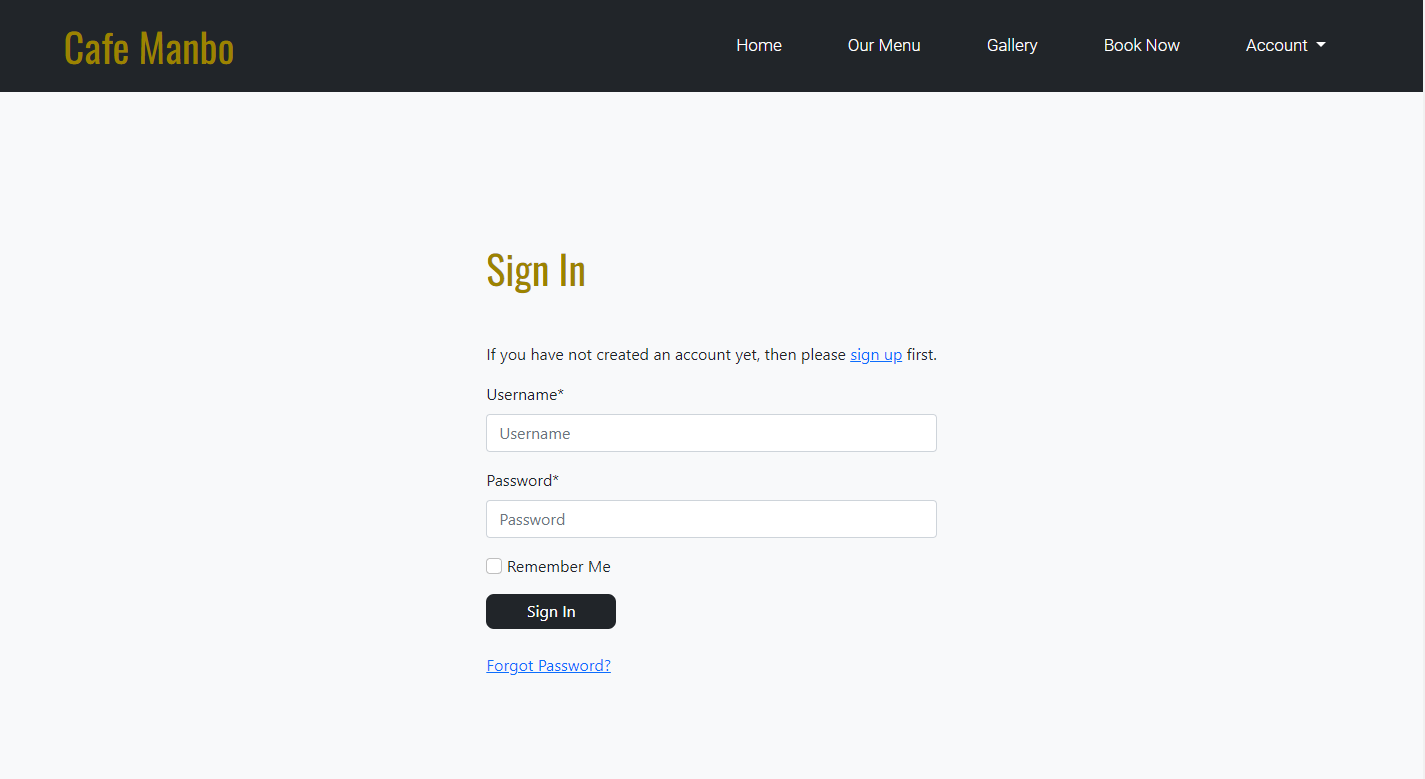 Cafe Manbo
Home Our Menu Gallery Book Now Account
Sign In
If you have not created an account yet, then please sign up first.
Username*
Username
Password*
Password
Remember Me
Sign In
Forgot Password?